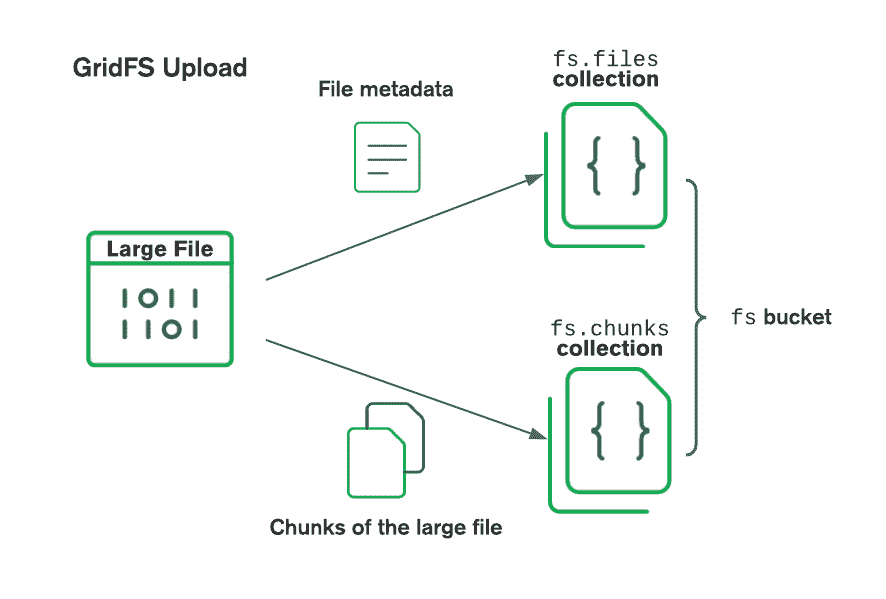 GridFS Upload
File metadata
fs.files
collection
Large File
1011
1101
fs.chunks
collection
fs bucket
Chunks of the large file